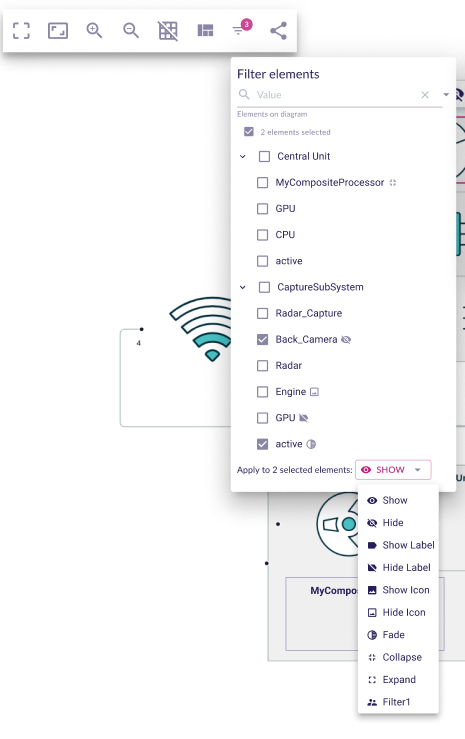 3
Filter elements
Value
Elements on diagram
2 elements selected
Central Unit
MyCompositeProcessor
GPU
CPU
active
CaptureSubSystem
Radar_Capture
4
Back_Camera
Radar
Engine
GPU
active
Apply to 2 selected elements: SHOW
Show
Hide
Show Label
Hide Label
Show Icon
MyCompo
Hide Icon
Fade
Collapse
Expand
Filter1